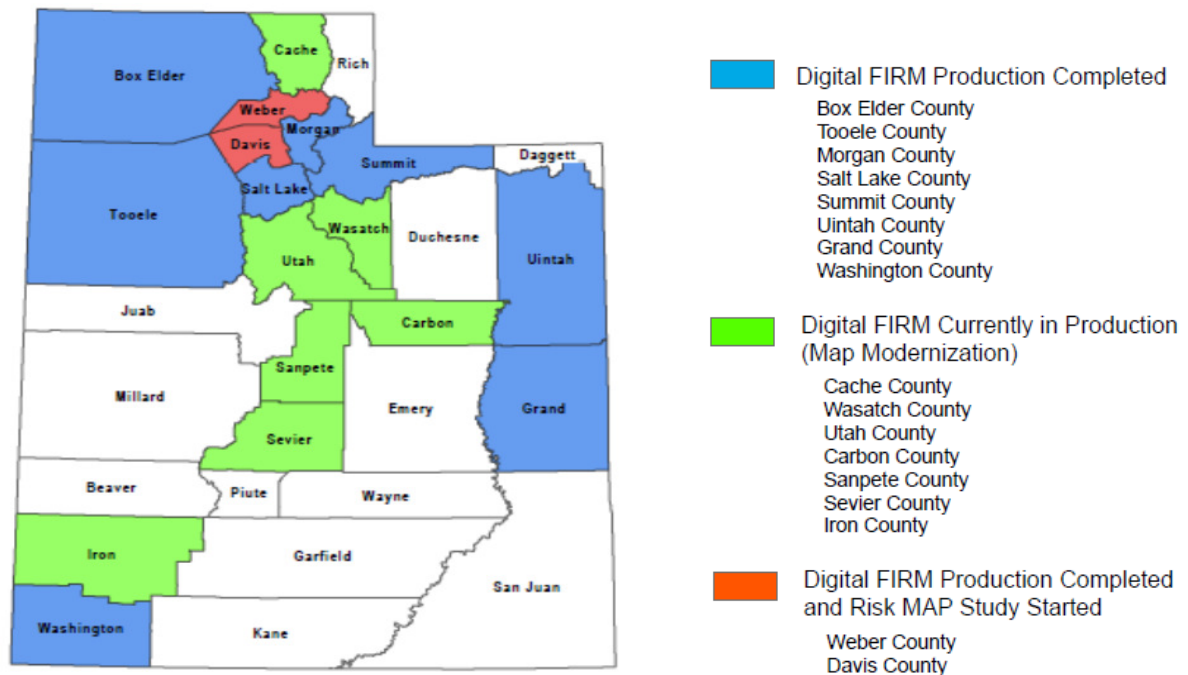 Cache
Rich
Box Elder
Weber
Morgan
Davis
Summit
Daggett
Salt Lake
Tooele
Wasatch
Duchesne
Uintah
Utah
Juab
Carbon
Sanpete
Millard
Emery
Grand
Sevier
Beaver
Piute
Wayne
Iron
Garfield
San Juan
Washington
Kane
Digital FIRM Production Completed
Box Elder County
Tooele County
Morgan County
Salt Lake County
Summit County
Uintah County
Grand County
Washington County
Digital FIRM Currently in Production
(Map Modernization)
Cache County
Wasatch County
Utah County
Carbon County
Sanpete County
Sevier County
Iron County
Digital FIRM Production Completed
and Risk MAP Study Started
Weber County
Davis County